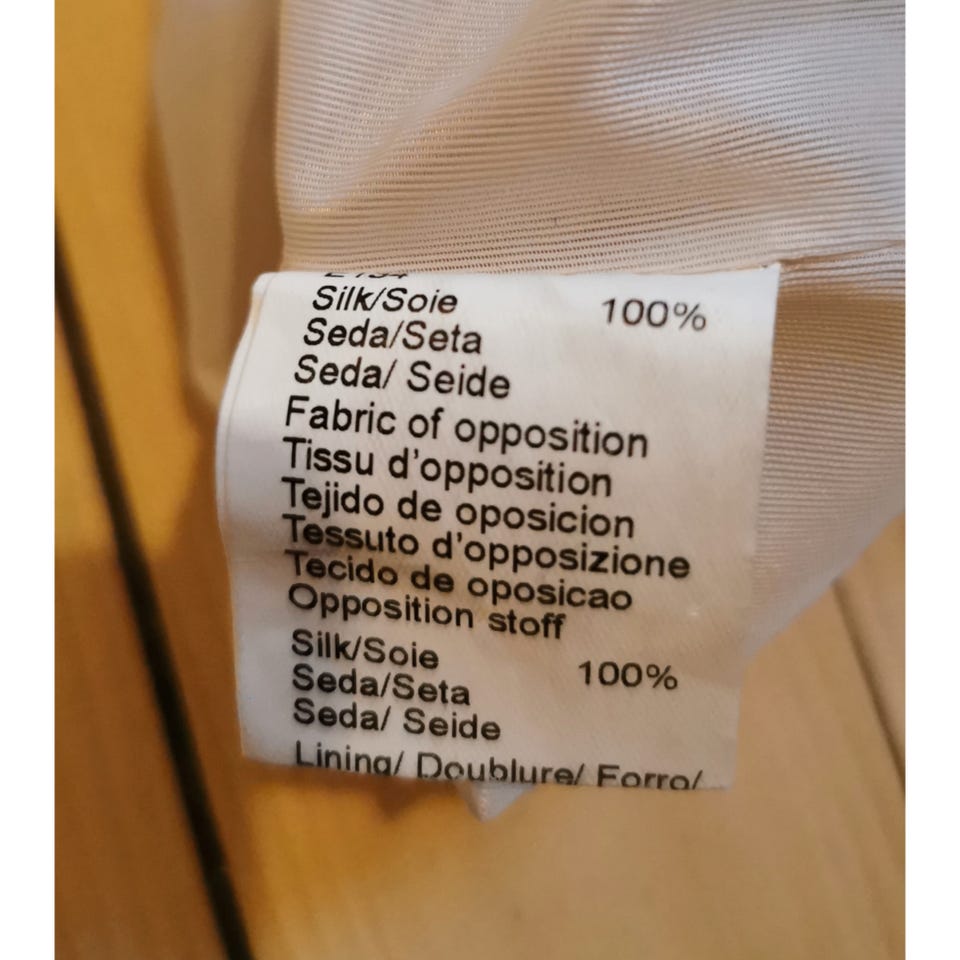 Silk/Soie 100%
Seda/Seta
Seda/ Seide
Fabric of opposition
Tissu d'opposition
Tejido de oposicion
Tessuto d'opposizione
Tecido de oposicao
Opposition stoff
Silk/Soie 100%
Seda/Seta
Seda/ Seide
Lining/ Doublure/ Forro/